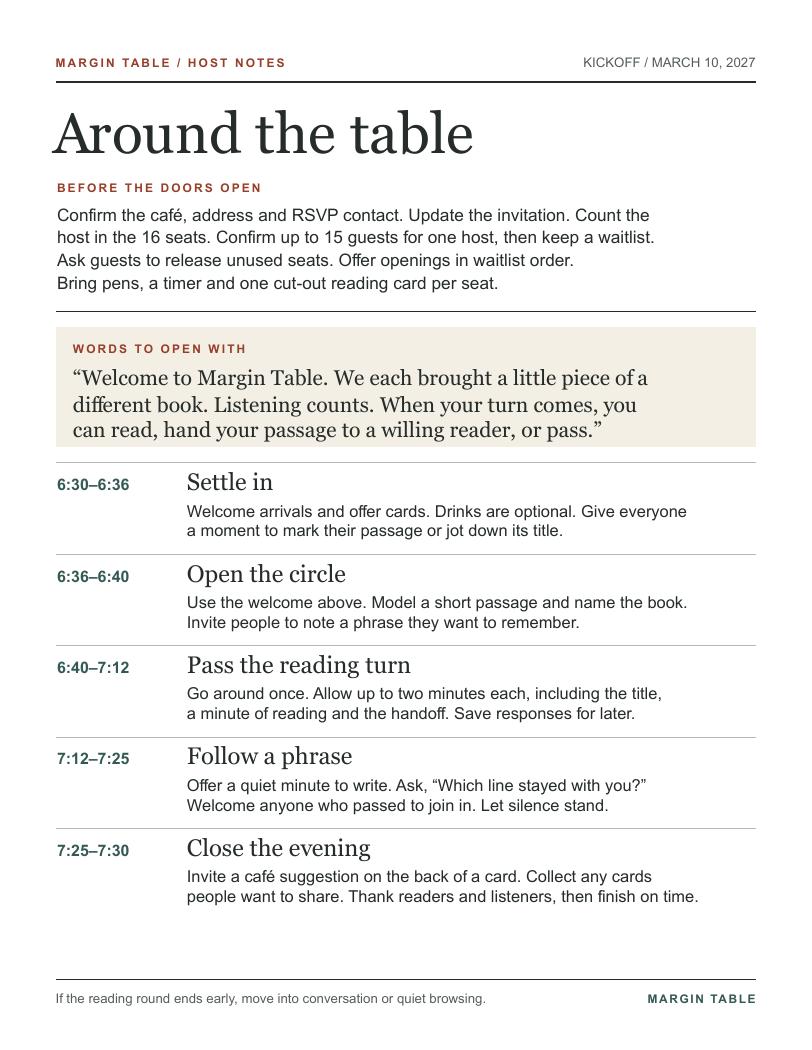 MARGIN TABLE / HOST NOTES
KICKOFF / MARCH 10, 2027
Around the table
BEFORE THE DOORS OPEN
Confirm the café, address and RSVP contact. Update the invitation. Count the
host in the 16 seats. Confirm up to 15 guests for one host, then keep a waitlist.
Ask guests to release unused seats. Offer openings in waitlist order.
Bring pens, a timer and one cut-out reading card per seat.
WORDS TO OPEN WITH
“Welcome to Margin Table. We each brought a little piece of a
different book. Listening counts. When your turn comes, you
can read, hand your passage to a willing reader, or pass.”
6:30–6:36
Settle in
Welcome arrivals and offer cards. Drinks are optional. Give everyone
a moment to mark their passage or jot down its title.
6:36–6:40
Open the circle
Use the welcome above. Model a short passage and name the book.
Invite people to note a phrase they want to remember.
6:40–7:12
Pass the reading turn
Go around once. Allow up to two minutes each, including the title,
a minute of reading and the handoff. Save responses for later.
7:12–7:25
Follow a phrase
Offer a quiet minute to write. Ask, “Which line stayed with you?”
Welcome anyone who passed to join in. Let silence stand.
7:25–7:30
Close the evening
Invite a café suggestion on the back of a card. Collect any cards
people want to share. Thank readers and listeners, then finish on time.
If the reading round ends early, move into conversation or quiet browsing.
MARGIN TABLE